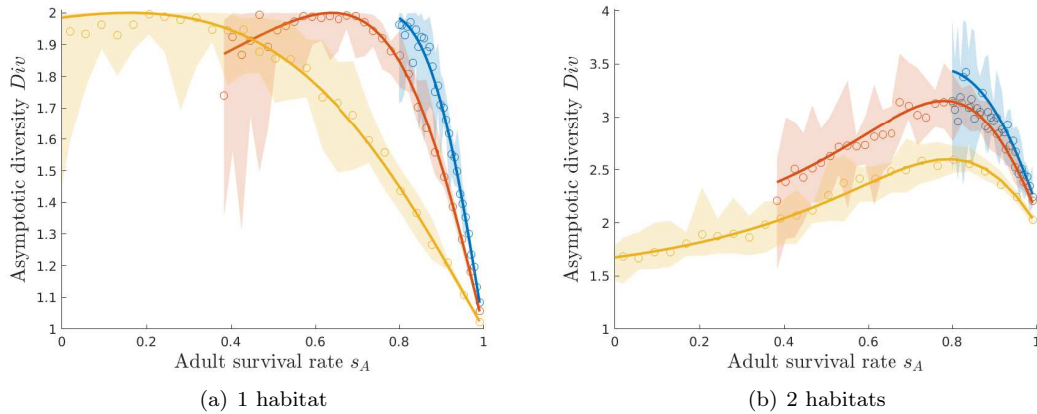 2
1.9
1.8
1.7
1.6
1.5
1.4
1.3
1.2
1.1
1
Asymptotic diversity Div
0 0.2 0.4 0.6 0.8 1
Adult survival rate s_A
(a) 1 habitat
4
3.5
3
2.5
2
1.5
1
Asymptotic diversity Div
0 0.2 0.4 0.6 0.8 1
Adult survival rate s_A
(b) 2 habitats